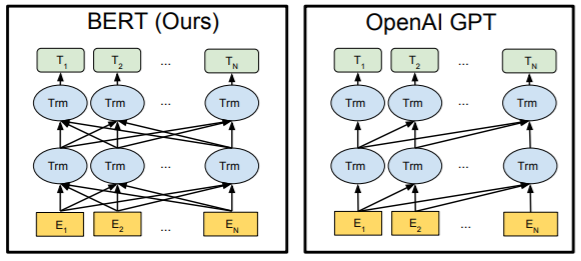 BERT (Ours)
T1 T2 ... TN
Trm Trm ... Trm
Trm Trm ... Trm
E1 E2 ... EN
OpenAI GPT
T1 T2 ... TN
Trm Trm ... Trm
Trm Trm ... Trm
E1 E2 ... EN